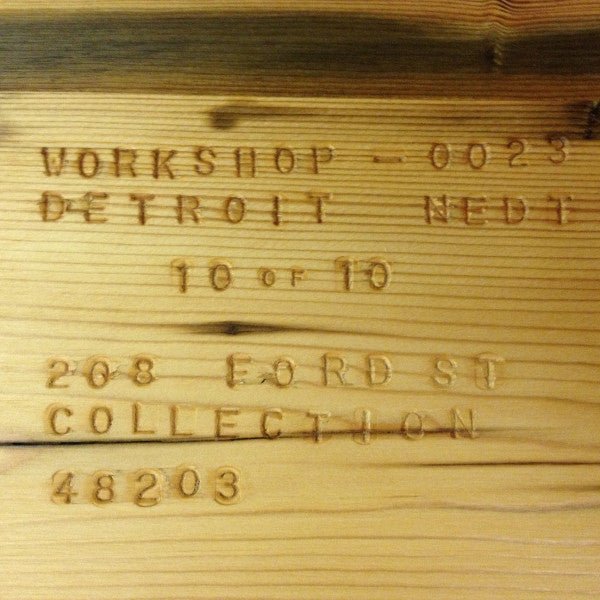 WORKSHOP - 0023
DETROIT NEDT
10 OF 10
208 FORD ST
COLLECTION
48203